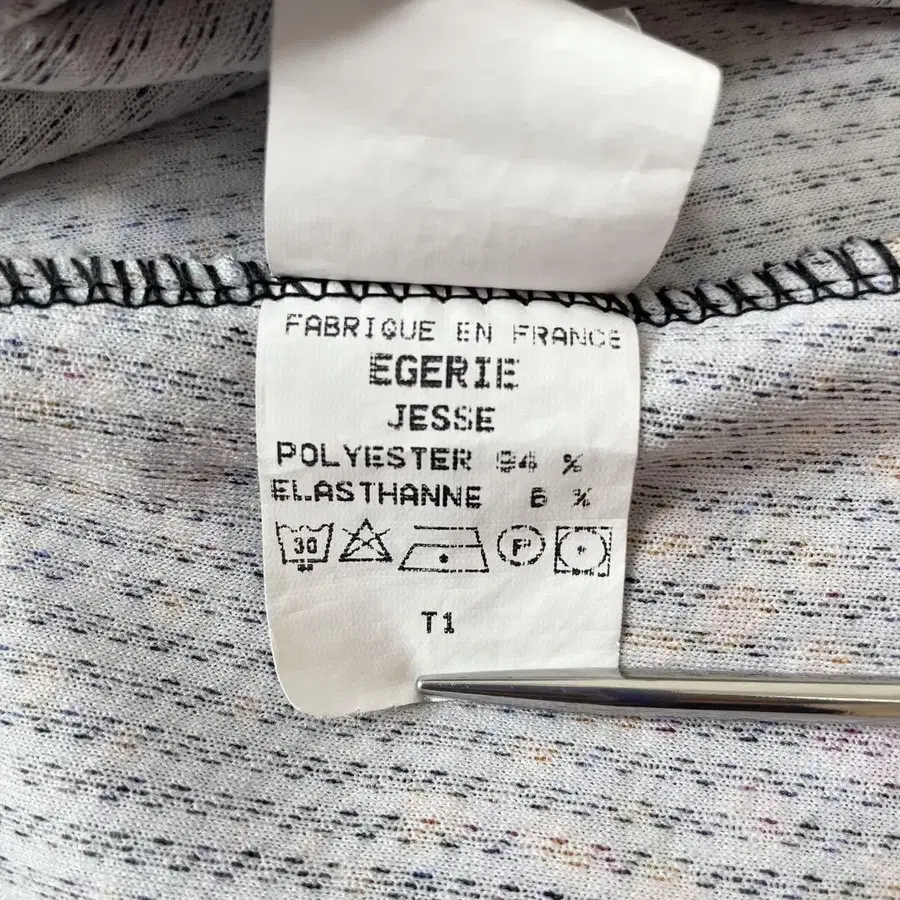 FABRIQUE EN FRANCE
EGERIE
JESSE
POLYESTER 94 %
ELASTHANNE 6 %
30 F
T1